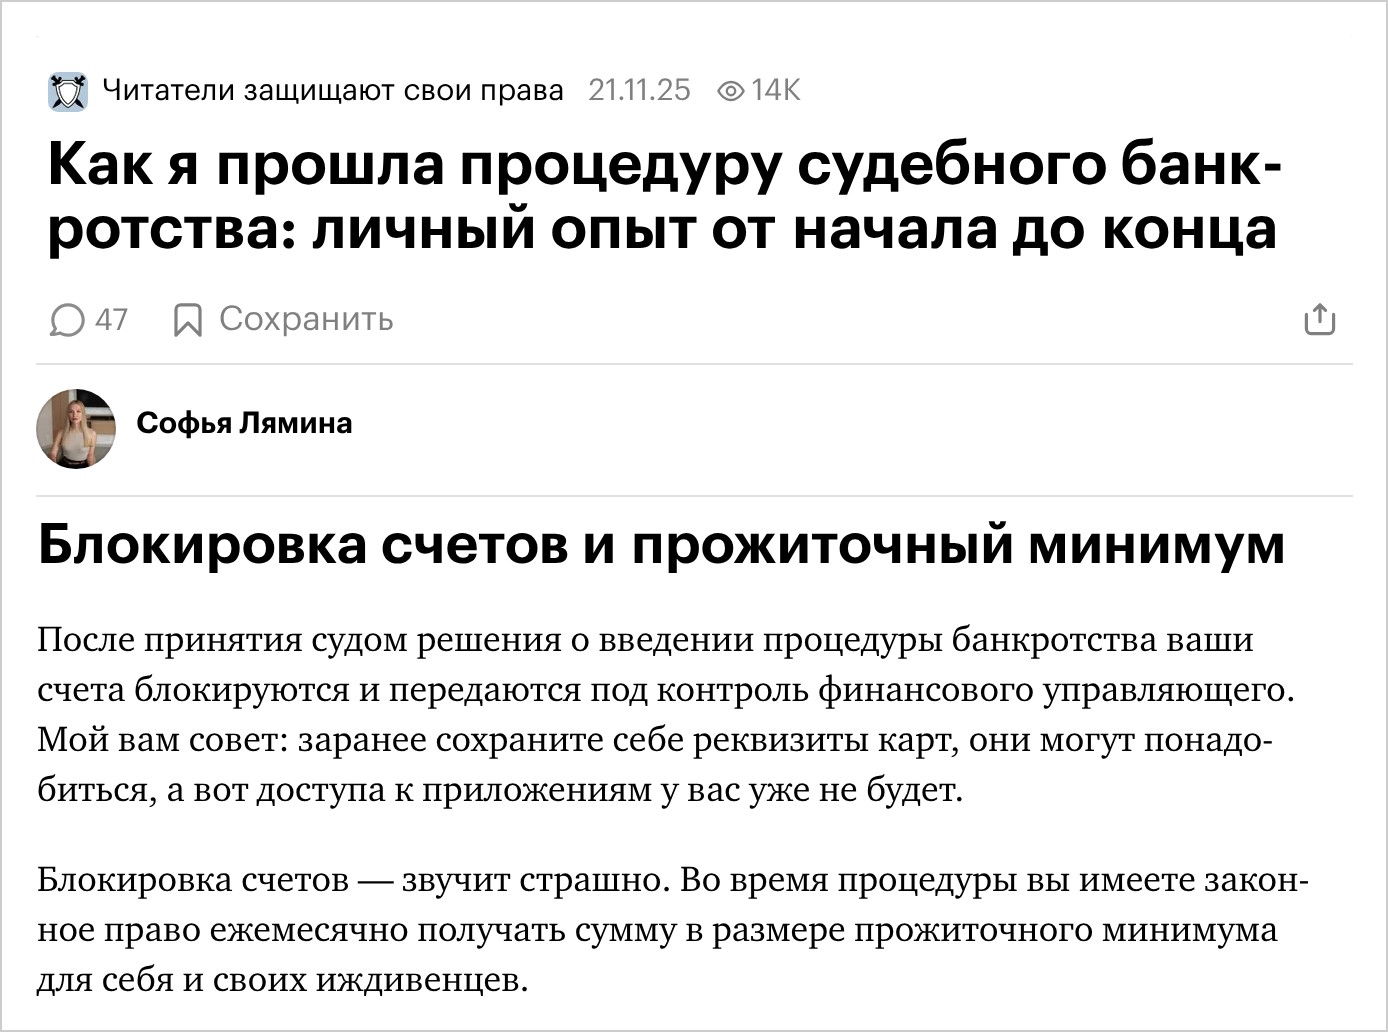 Читатели защищают свои права 21.11.25 14K
Как я прошла процедуру судебного банк-
ротства: личный опыт от начала до конца
47 Сохранить
Софья Лямина
Блокировка счетов и прожиточный минимум
После принятия судом решения о введении процедуры банкротства ваши
счета блокируются и передаются под контроль финансового управляющего.
Мой вам совет: заранее сохраните себе реквизиты карт, они могут понадо-
биться, а вот доступа к приложениям у вас уже не будет.
Блокировка счетов — звучит страшно. Во время процедуры вы имеете закон-
ное право ежемесячно получать сумму в размере прожиточного минимума
для себя и своих иждивенцев.